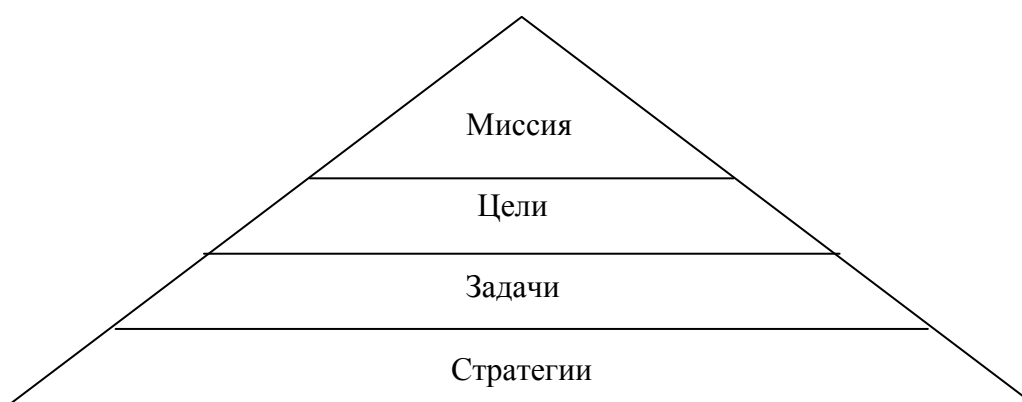 Миссия
Цели
Задачи
Стратегии